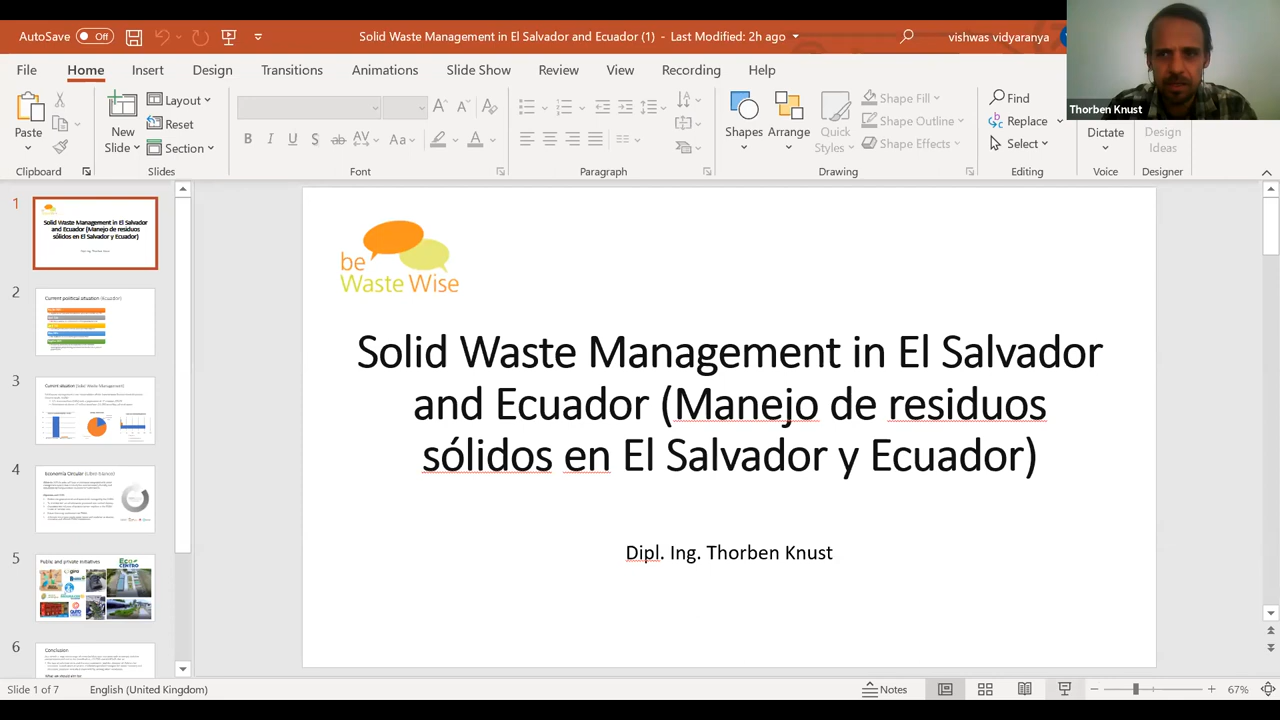 AutoSave Off
Solid Waste Management in El Salvador and Ecuador (1) - Last Modified: 2h ago
vishwas vidyaranya
Thorben Knust
File Home Insert Design Transitions Animations Slide Show Review View Recording Help
Paste
Clipboard
New Slide
Layout
Reset
Section
Slides
B I U S ab AV Aa A
Font
Paragraph
Shapes
Arrange
Quick Styles
Shape Fill
Shape Outline
Shape Effects
Drawing
Find
Replace
Select
Editing
Dictate
Voice
Design Ideas
Designer
1
Solid Waste Management in El Salvador
and Ecuador (Manejo de residuos
sólidos en El Salvador y Ecuador)
2
Current political situation (Ecuador)
3
Current situation (Solid Waste Management)
4
5
Public and private initiatives
Eco
CENTRO
6
Conclusion
be
Waste Wise
Solid Waste Management in El Salvador
and Ecuador (Manejo de residuos
sólidos en El Salvador y Ecuador)
Dipl. Ing. Thorben Knust
Slide 1 of 7
English (United Kingdom)
Notes
67%